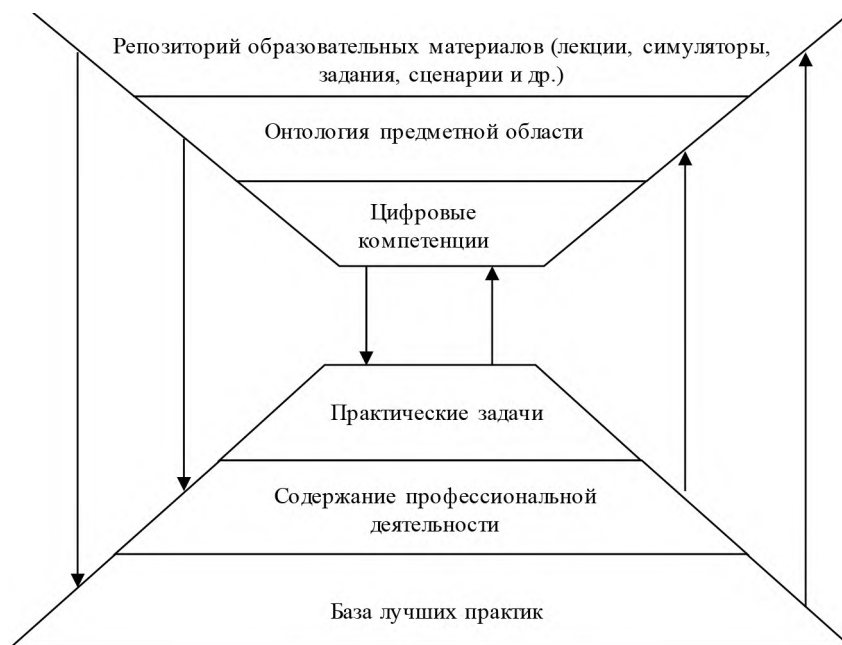 Репозиторий образовательных материалов (лекции, симуляторы,
задания, сценарии и др.)
Онтология предметной области
Цифровые
компетенции
Практические задачи
Содержание профессиональной
деятельности
База лучших практик